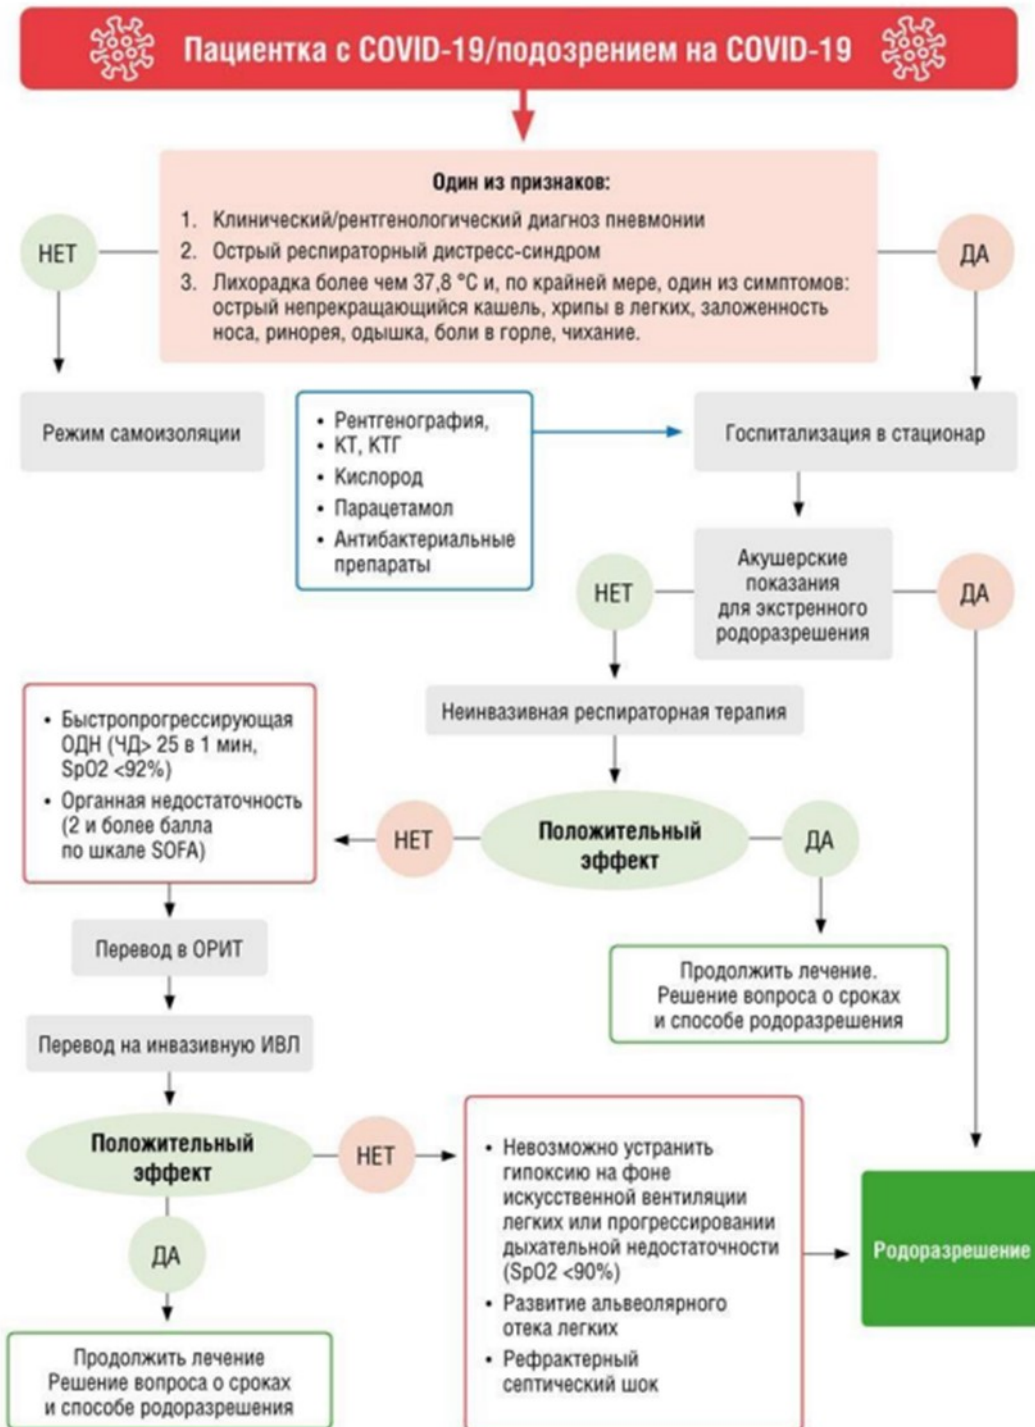 Пациентка с COVID-19/подозрением на COVID-19
Один из признаков:
1. Клинический/рентгенологический диагноз пневмонии
2. Острый респираторный дистресс-синдром
3. Лихорадка более чем 37,8 °C и, по крайней мере, один из симптомов:
острый непрекращающийся кашель, хрипы в легких, заложенность
носа, ринорея, одышка, боли в горле, чихание.
НЕТ
ДА
Режим самоизоляции
• Рентгенография,
• КТ, КТГ
• Кислород
• Парацетамол
• Антибактериальные
препараты
Госпитализация в стационар
Акушерские
показания
для экстренного
родоразрешения
НЕТ
ДА
Неинвазивная респираторная терапия
• Быстропрогрессирующая
ОДН (ЧД> 25 в 1 мин,
SpO2 <92%)
• Органная недостаточность
(2 и более балла
по шкале SOFA)
НЕТ
Положительный
эффект
ДА
Перевод в ОРИТ
Продолжить лечение.
Решение вопроса о сроках
и способе родоразрешения
Перевод на инвазивную ИВЛ
Положительный
эффект
НЕТ
• Невозможно устранить
гипоксию на фоне
искусственной вентиляции
легких или прогрессировании
дыхательной недостаточности
(SpO2 <90%)
• Развитие альвеолярного
отека легких
• Рефрактерный
септический шок
Родоразрешение
ДА
Продолжить лечение
Решение вопроса о сроках
и способе родоразрешения